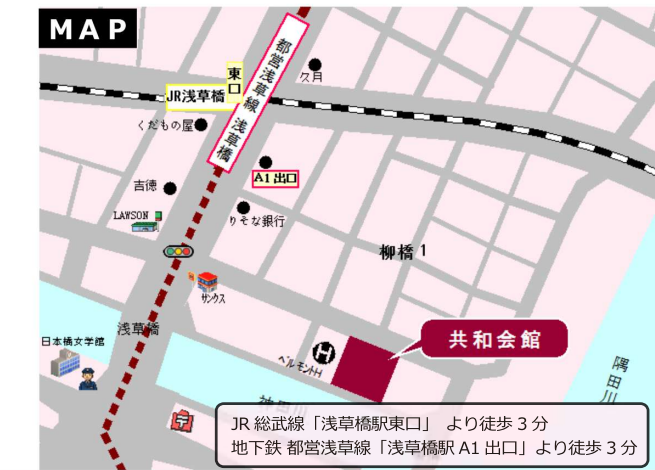 MAP
都営浅草線 浅草橋
久月
東口
JR浅草橋
くだもの屋
A1出口
吉徳
LAWSON
りそな銀行
柳橋1
サンクス
浅草橋
日本橋文学館
共和会館
ベルモントH
H
隅田川
神田川
JR 総武線「浅草橋駅東口」 より徒歩 3 分
地下鉄 都営浅草線「浅草橋駅 A1 出口」より徒歩 3 分